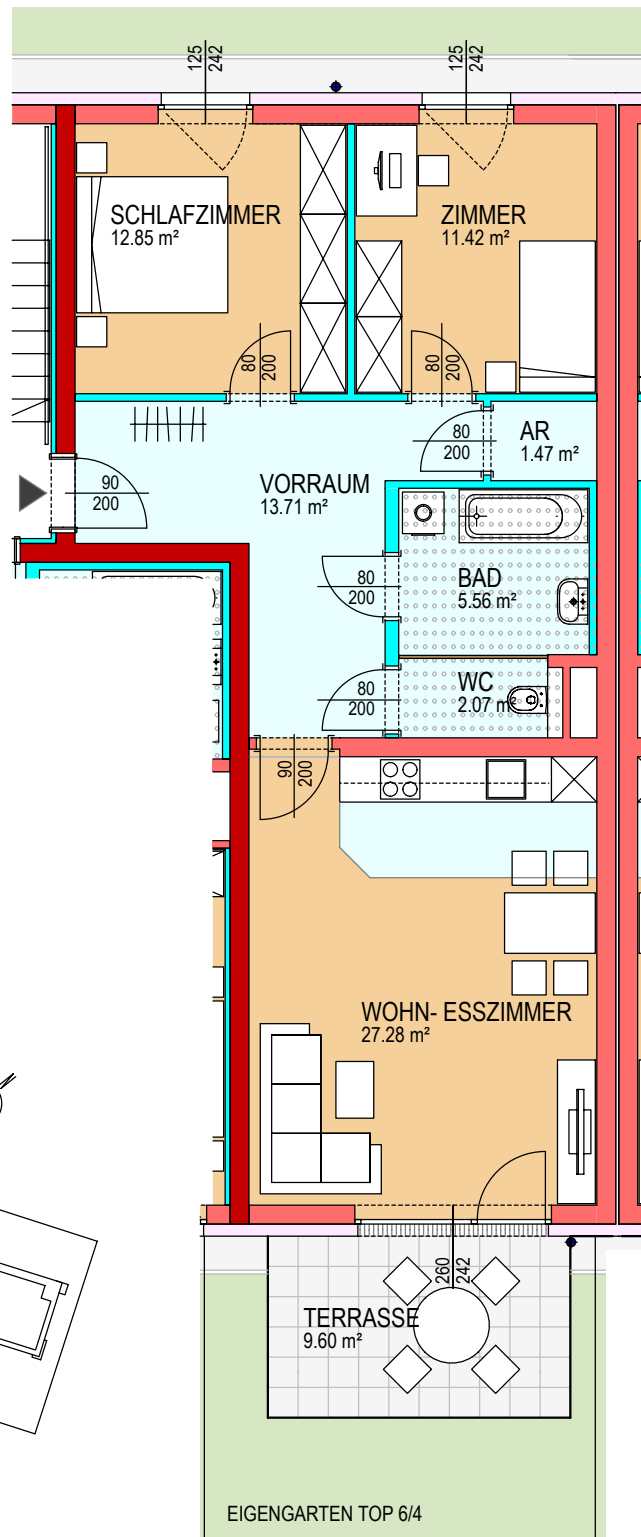 125
242
125
242
SCHLAFZIMMER
12.85 m²
ZIMMER
11.42 m²
80
200
80
200
80
200
AR
1.47 m²
90
200
VORRAUM
13.71 m²
80
200
BAD
5.56 m²
80
200
WC
2.07 m²
90
200
WOHN- ESSZIMMER
27.28 m²
260
242
TERRASSE
9.60 m²
EIGENGARTEN TOP 6/4